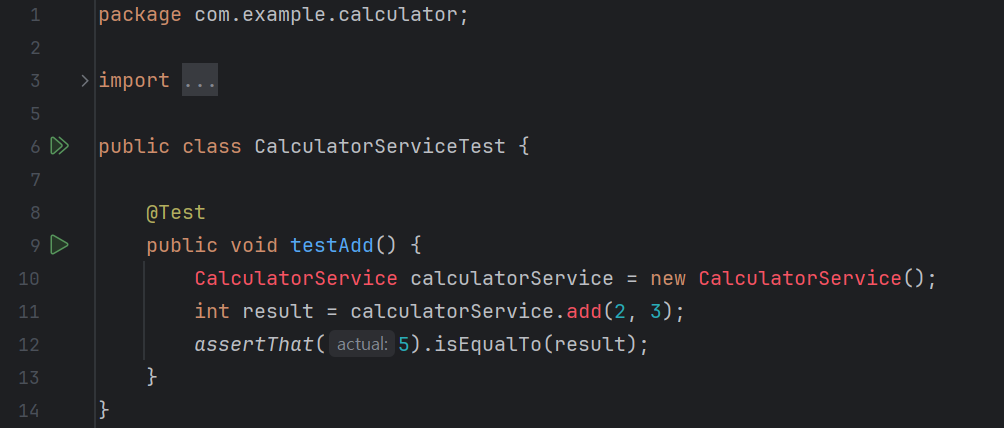 1 package com.example.calculator;
2
3 import ...
5
6 public class CalculatorServiceTest {
7
8 @Test
9 public void testAdd() {
10 CalculatorService calculatorService = new CalculatorService();
11 int result = calculatorService.add(2, 3);
12 assertThat( actual: 5).isEqualTo(result);
13 }
14 }